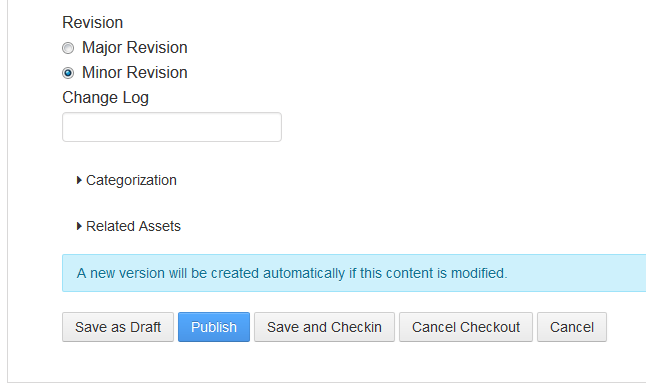 Revision
Major Revision
Minor Revision
Change Log
Categorization
Related Assets
A new version will be created automatically if this content is modified.
Save as Draft Publish Save and Checkin Cancel Checkout Cancel